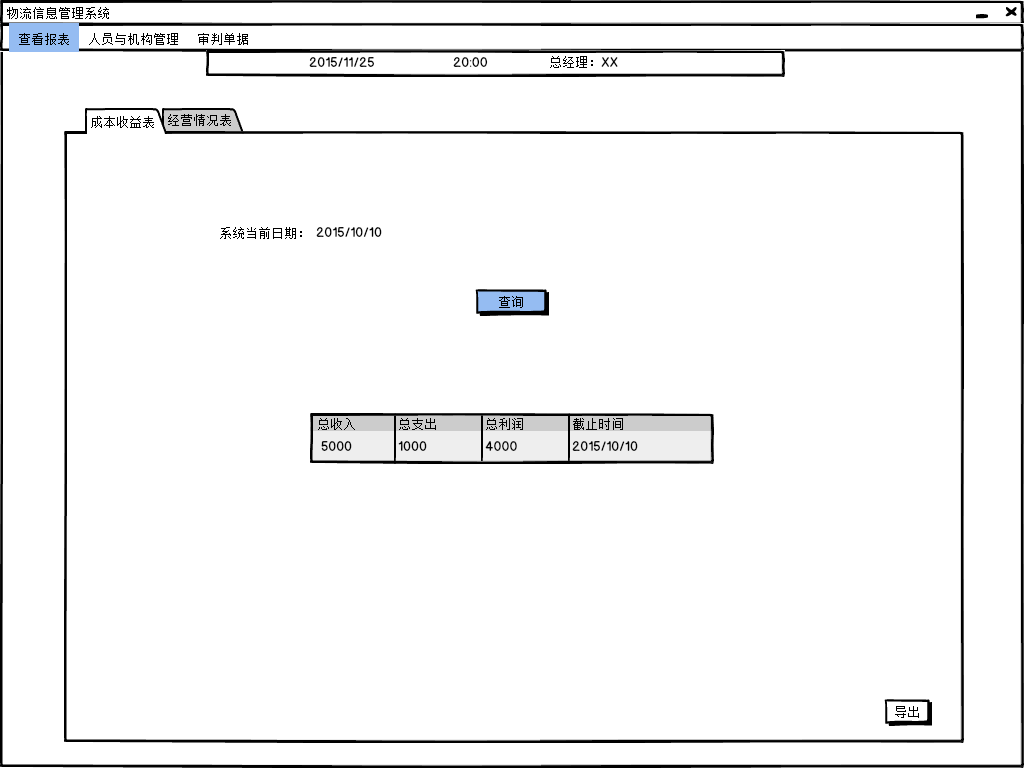 物流信息管理系统
查看报表 人员与机构管理 审判单据
2015/11/25 20:00 总经理：XX
成本收益表 经营情况表
系统当前日期： 2015/10/10
查询
总收入 总支出 总利润 截止时间
5000 1000 4000 2015/10/10
导出